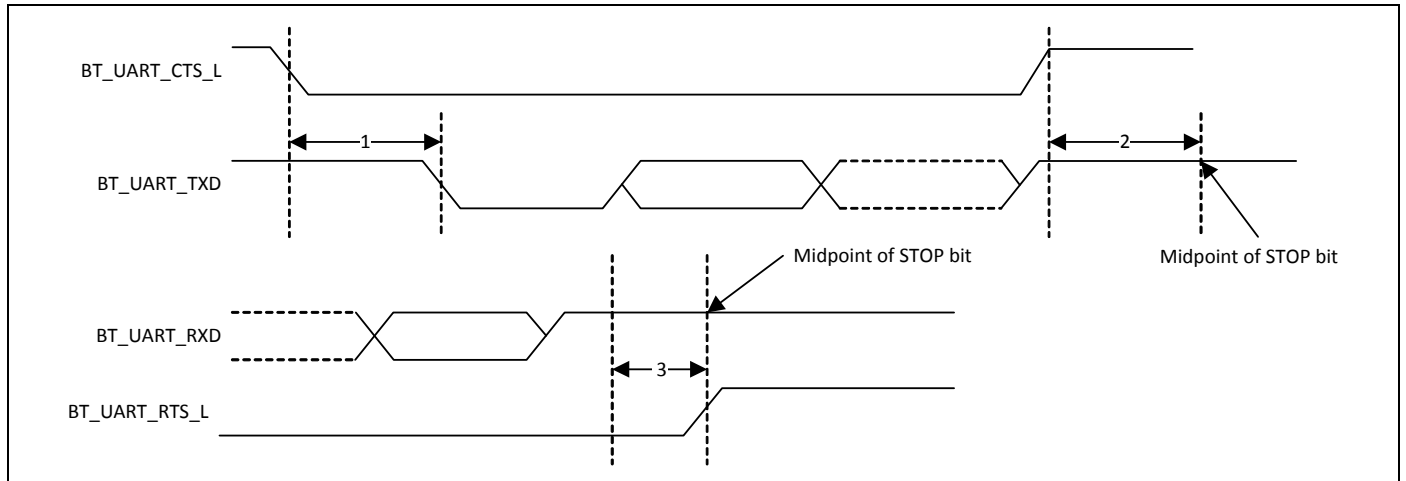 BT_UART_CTS_L
1
2
BT_UART_TXD
Midpoint of STOP bit
Midpoint of STOP bit
BT_UART_RXD
3
BT_UART_RTS_L